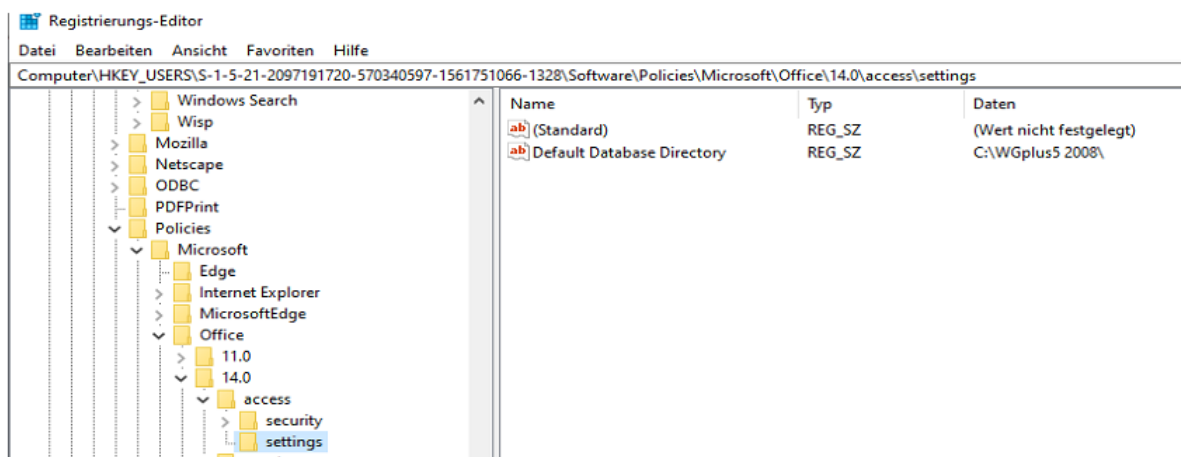 Registrierungs-Editor
Datei Bearbeiten Ansicht Favoriten Hilfe
Computer\HKEY_USERS\S-1-5-21-2097191720-570340597-1561751066-1328\Software\Policies\Microsoft\Office\14.0\access\settings
Windows Search
Wisp
Mozilla
Netscape
ODBC
PDFPrint
Policies
Microsoft
Edge
Internet Explorer
MicrosoftEdge
Office
11.0
14.0
access
security
settings
Name Typ Daten
ab (Standard) REG_SZ (Wert nicht festgelegt)
ab Default Database Directory REG_SZ C:\WGplus5 2008\